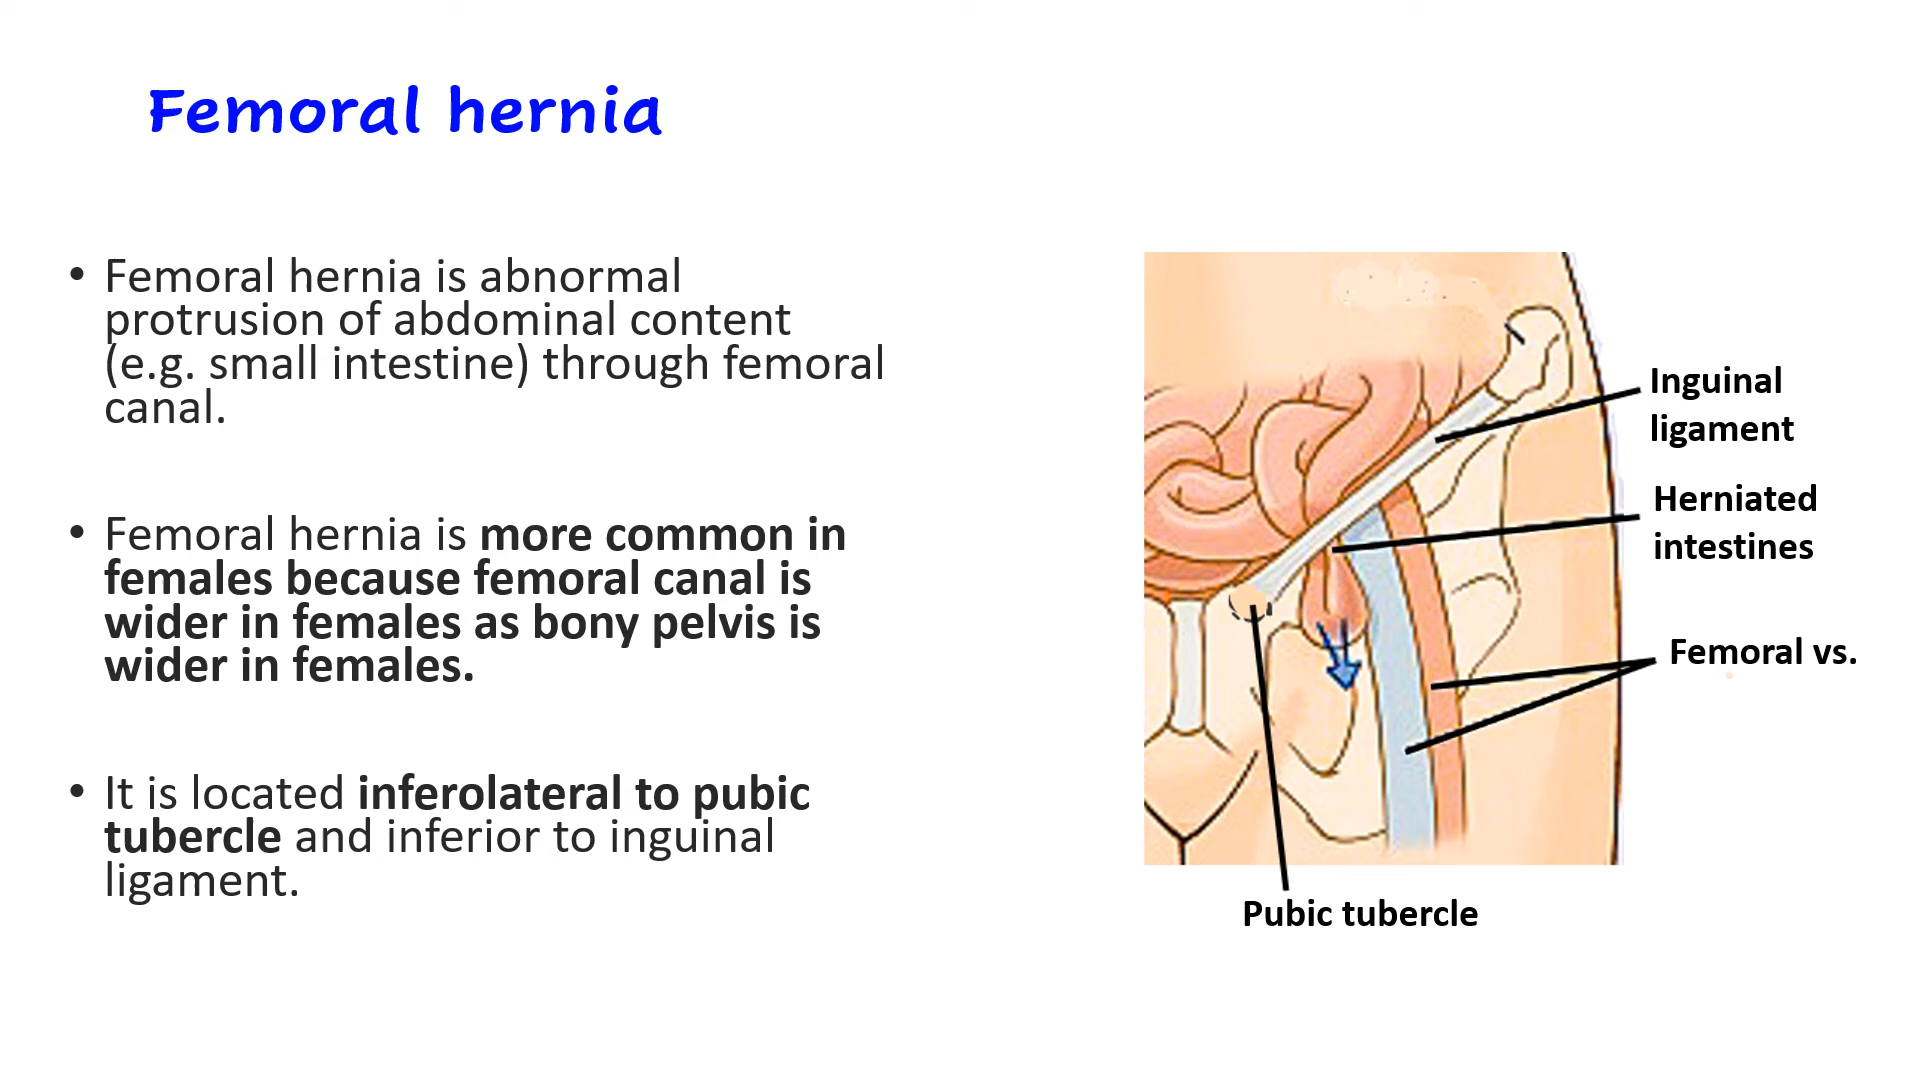 Femoral hernia
• Femoral hernia is abnormal
protrusion of abdominal content
(e.g. small intestine) through femoral
canal.
• Femoral hernia is more common in
females because femoral canal is
wider in females as bony pelvis is
wider in females.
• It is located inferolateral to pubic
tubercle and inferior to inguinal
ligament.
Inguinal
ligament
Herniated
intestines
Femoral vs.
Pubic tubercle